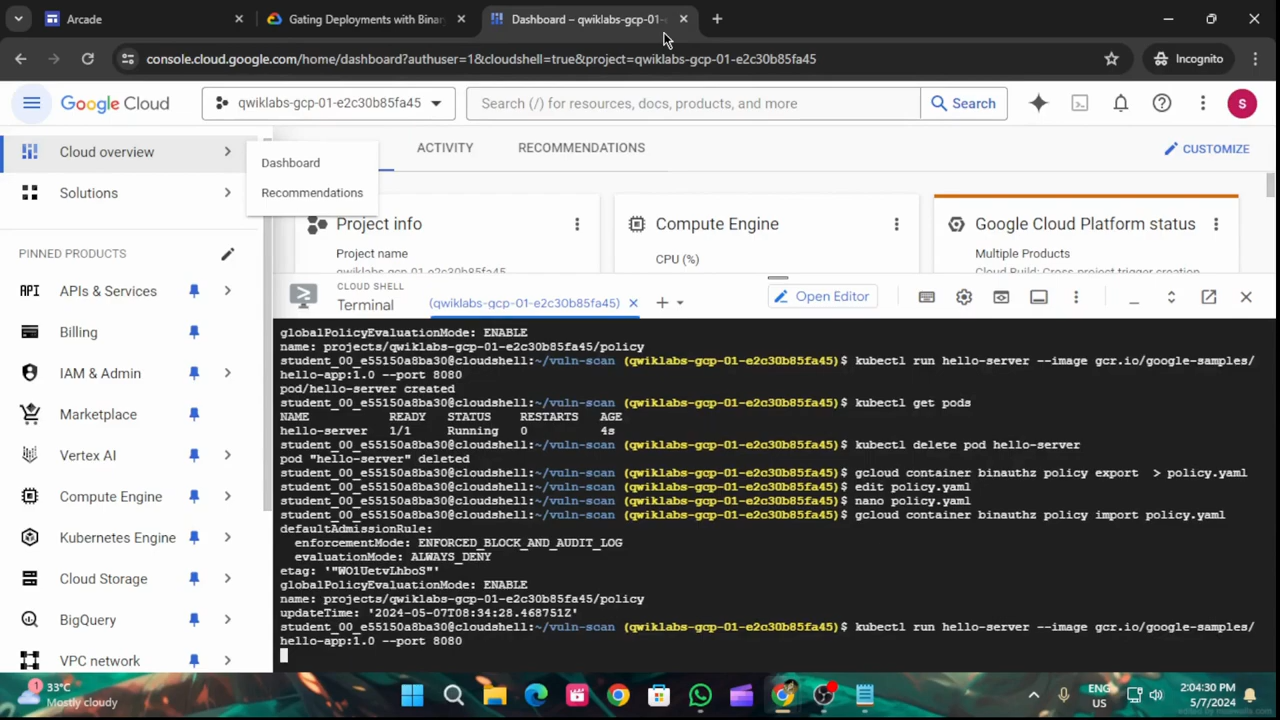 Arcade
Gating Deployments with Binar
Dashboard – qwiklabs-gcp-01-
console.cloud.google.com/home/dashboard?authuser=1&cloudshell=true&project=qwiklabs-gcp-01-e2c30b85fa45
Incognito
Google Cloud
qwiklabs-gcp-01-e2c30b85fa45
Search (/) for resources, docs, products, and more
Search
S
Cloud overview
Solutions
PINNED PRODUCTS
API APIs & Services
Billing
IAM & Admin
Marketplace
Vertex AI
Compute Engine
Kubernetes Engine
Cloud Storage
BigQuery
VPC network
Dashboard
Recommendations
ACTIVITY
RECOMMENDATIONS
CUSTOMIZE
Project info
Project name
qwiklabs-gcp-01-e2c30b85fa45
Compute Engine
CPU (%)
Google Cloud Platform status
Multiple Products
Cloud Build: Cross project trigger creation
CLOUD SHELL
Terminal
(qwiklabs-gcp-01-e2c30b85fa45)
Open Editor
globalPolicyEvaluationMode: ENABLE
name: projects/qwiklabs-gcp-01-e2c30b85fa45/policy
student_00_e55150a8ba30@cloudshell:~/vuln-scan (qwiklabs-gcp-01-e2c30b85fa45)$ kubectl run hello-server --image gcr.io/google-samples/
hello-app:1.0 --port 8080
pod/hello-server created
student_00_e55150a8ba30@cloudshell:~/vuln-scan (qwiklabs-gcp-01-e2c30b85fa45)$ kubectl get pods
NAME READY STATUS RESTARTS AGE
hello-server 1/1 Running 0 4s
student_00_e55150a8ba30@cloudshell:~/vuln-scan (qwiklabs-gcp-01-e2c30b85fa45)$ kubectl delete pod hello-server
pod "hello-server" deleted
student_00_e55150a8ba30@cloudshell:~/vuln-scan (qwiklabs-gcp-01-e2c30b85fa45)$ gcloud container binauthz policy export > policy.yaml
student_00_e55150a8ba30@cloudshell:~/vuln-scan (qwiklabs-gcp-01-e2c30b85fa45)$ edit policy.yaml
student_00_e55150a8ba30@cloudshell:~/vuln-scan (qwiklabs-gcp-01-e2c30b85fa45)$ nano policy.yaml
student_00_e55150a8ba30@cloudshell:~/vuln-scan (qwiklabs-gcp-01-e2c30b85fa45)$ gcloud container binauthz policy import policy.yaml
defaultAdmissionRule:
enforcementMode: ENFORCED_BLOCK_AND_AUDIT_LOG
evaluationMode: ALWAYS_DENY
etag: '"WO1UetvLhboS"'
globalPolicyEvaluationMode: ENABLE
name: projects/qwiklabs-gcp-01-e2c30b85fa45/policy
updateTime: '2024-05-07T08:34:28.468751Z'
student_00_e55150a8ba30@cloudshell:~/vuln-scan (qwiklabs-gcp-01-e2c30b85fa45)$ kubectl run hello-server --image gcr.io/google-samples/
hello-app:1.0 --port 8080
1
33°C
Mostly cloudy
ENG
US
2:04:30 PM
5/7/2024